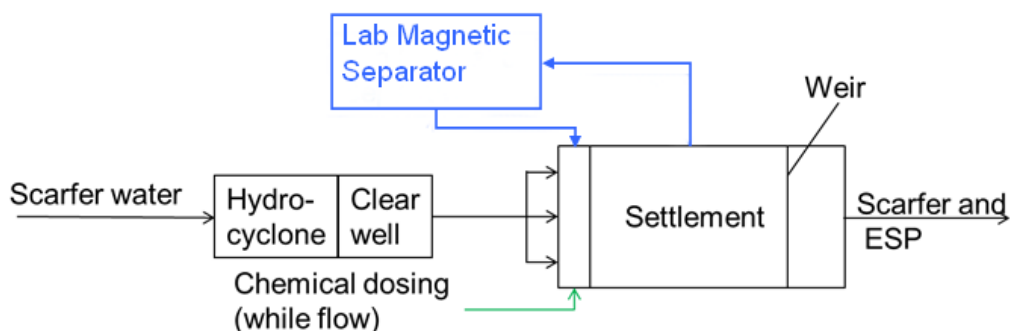 Lab Magnetic
Separator
Weir
Scarfer water
Hydro-
cyclone
Clear
well
Settlement
Scarfer and
ESP
Chemical dosing
(while flow)